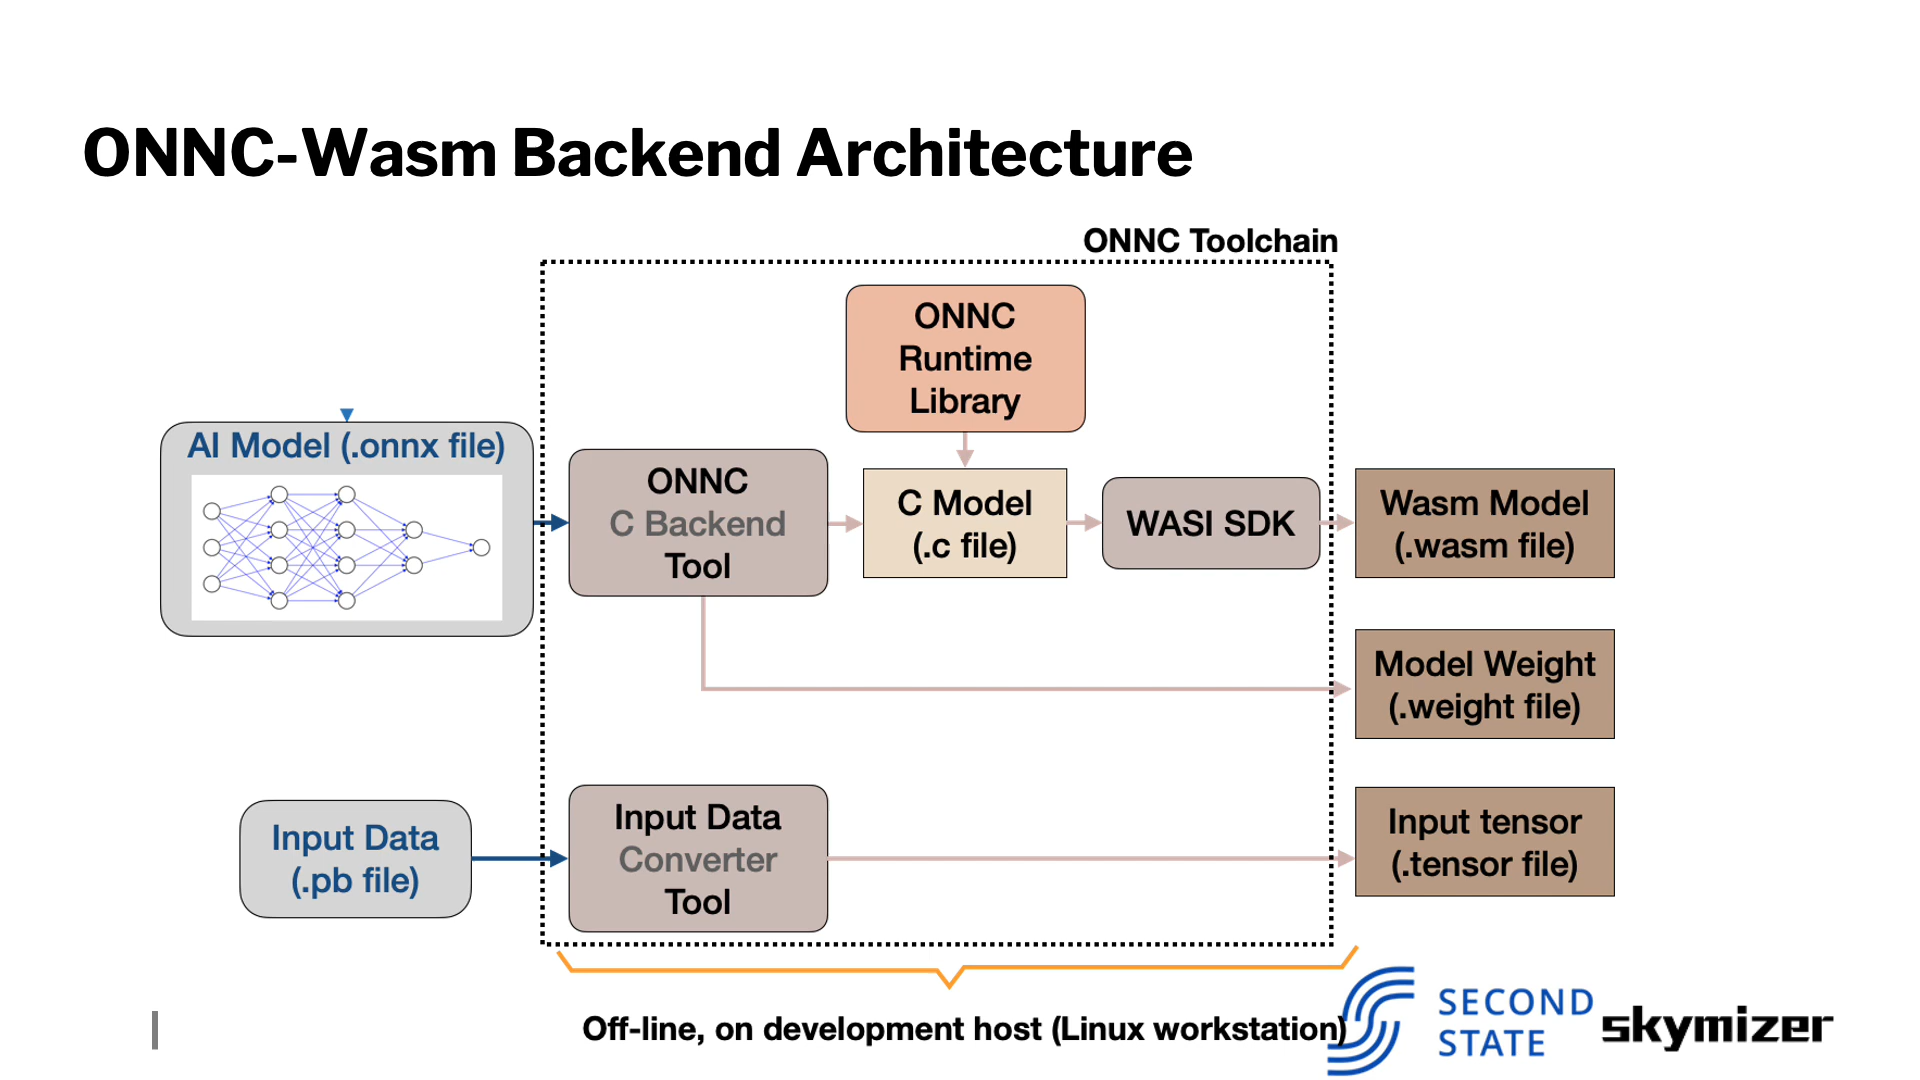 ONNC-Wasm Backend Architecture
ONNC Toolchain
ONNC
Runtime
Library
AI Model (.onnx file)
ONNC
C Backend
Tool
C Model
(.c file)
WASI SDK
Wasm Model
(.wasm file)
Model Weight
(.weight file)
Input Data
(.pb file)
Input Data
Converter
Tool
Input tensor
(.tensor file)
Off-line, on development host (Linux workstation)
SECOND
STATE
skymizer